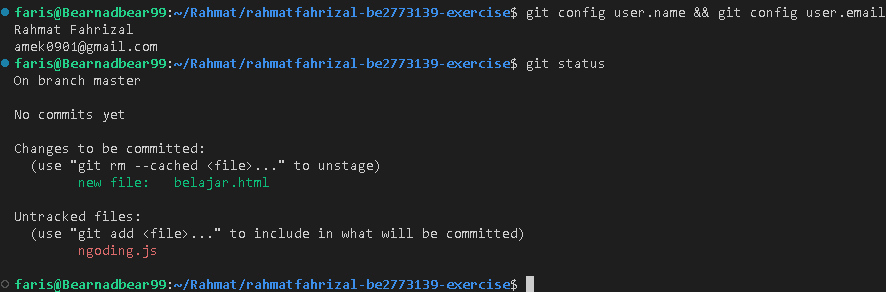 faris@Bearnadbear99:~/Rahmat/rahmatfahrizal-be2773139-exercise$ git config user.name && git config user.email
Rahmat Fahrizal
amek0901@gmail.com
faris@Bearnadbear99:~/Rahmat/rahmatfahrizal-be2773139-exercise$ git status
On branch master
No commits yet
Changes to be committed:
(use "git rm --cached <file>..." to unstage)
new file:   belajar.html
Untracked files:
(use "git add <file>..." to include in what will be committed)
ngoding.js
faris@Bearnadbear99:~/Rahmat/rahmatfahrizal-be2773139-exercise$